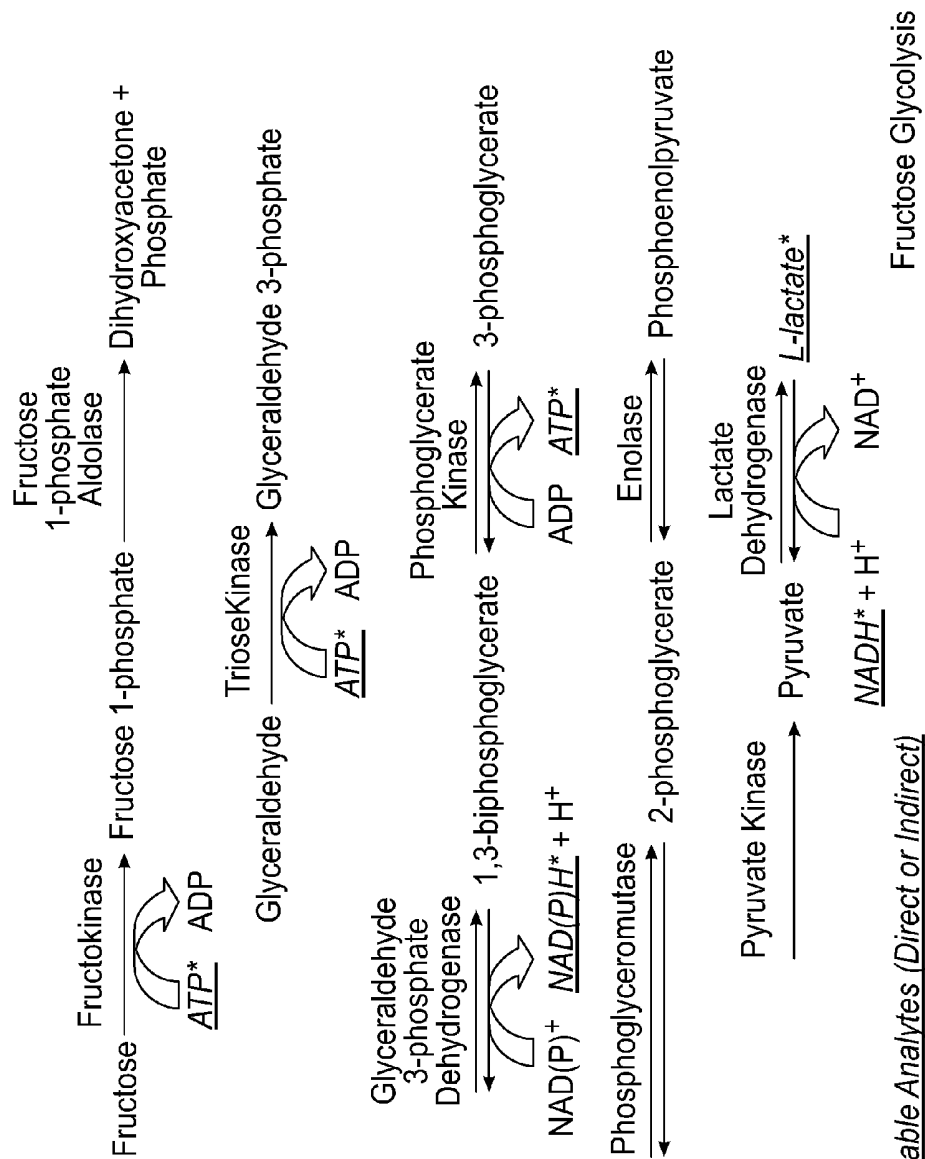 Fructose
1-phosphate
Aldolase
Fructokinase
Fructose
Fructose 1-phosphate
Dihydroxyacetone +
Phosphate
ATP*
ADP
TrioseKinase
Glyceraldehyde
Glyceraldehyde 3-phosphate
ATP*
ADP
Glyceraldehyde
3-phosphate
Dehydrogenase
Phosphoglycerate
Kinase
1,3-biphosphoglycerate
3-phosphoglycerate
NAD(P)+
NAD(P)H* + H+
ADP
ATP*
Phosphoglyceromutase
Enolase
2-phosphoglycerate
Phosphoenolpyruvate
Pyruvate Kinase
Lactate
Dehydrogenase
Pyruvate
L-lactate*
NADH* + H+
NAD+
Analytes (Direct or Indirect)
Fructose Glycolysis